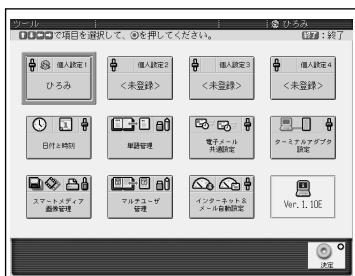 ツール
ひろみ
で項目を選択して、◉を押してください。
終了：終了
個人設定1
ひろみ
個人設定2
＜未登録＞
個人設定3
＜未登録＞
個人設定4
＜未登録＞
日付と時刻
単語管理
電子メール
共通設定
ターミナルアダプタ
設定
スマートメディア
画像管理
マルチユーザ
管理
インターネット&
メール自動設定
Ver. 1. 10E
決定